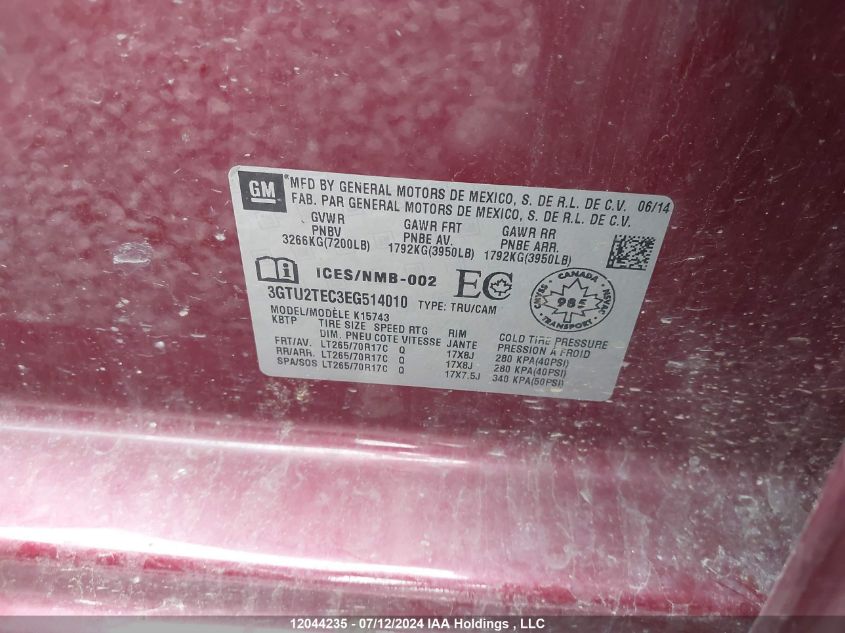 GM
MFD BY GENERAL MOTORS DE MEXICO, S. DE R.L. DE C.V. 06/14
FAB. PAR GENERAL MOTORS DE MEXICO, S. DE R.L. DE C.V.
GVWR GAWR FRT GAWR RR
PNBV PNBE AV. PNBE ARR.
3266KG(7200LB) 1792KG(3950LB) 1792KG(3950LB)
ICES/NMB-002 EC
CANADA
985
TRANSPORT
CMVSS NSVAC
3GTU2TEC3EG514010 TYPE: TRU/CAM
MODEL/MODÈLE K15743
KBTP TIRE SIZE SPEED RTG RIM COLD TIRE PRESSURE
DIM. PNEU COTE VITESSE JANTE PRESSION A FROID
FRT/AV. LT265/70R17C Q 17X8J 280 KPA(40PSI)
RR/ARR. LT265/70R17C Q 17X8J 280 KPA(40PSI)
SPA/SOS LT265/70R17C Q 17X7.5J 340 KPA(50PSI)
12044235 - 07/12/2024 IAA Holdings , LLC